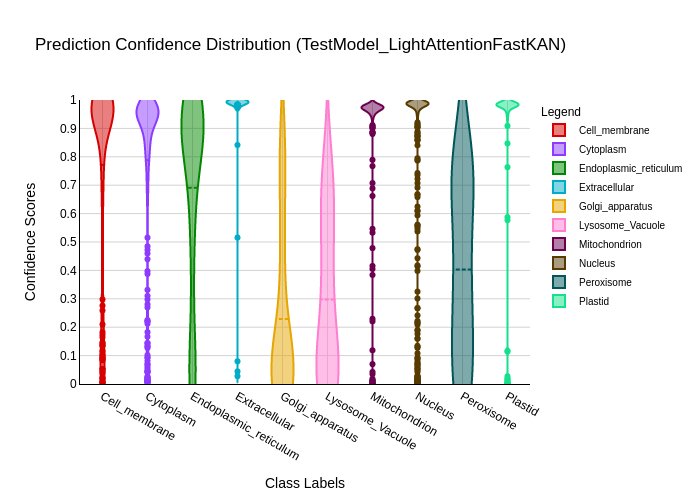 Prediction Confidence Distribution (TestModel_LightAttentionFastKAN)
1
0.9
0.8
0.7
0.6
0.5
0.4
0.3
0.2
0.1
0
Confidence Scores
Cell_membrane
Cytoplasm
Endoplasmic_reticulum
Extracellular
Golgi_apparatus
Lysosome_Vacuole
Mitochondrion
Nucleus
Peroxisome
Plastid
Class Labels
Legend
Cell_membrane
Cytoplasm
Endoplasmic_reticulum
Extracellular
Golgi_apparatus
Lysosome_Vacuole
Mitochondrion
Nucleus
Peroxisome
Plastid